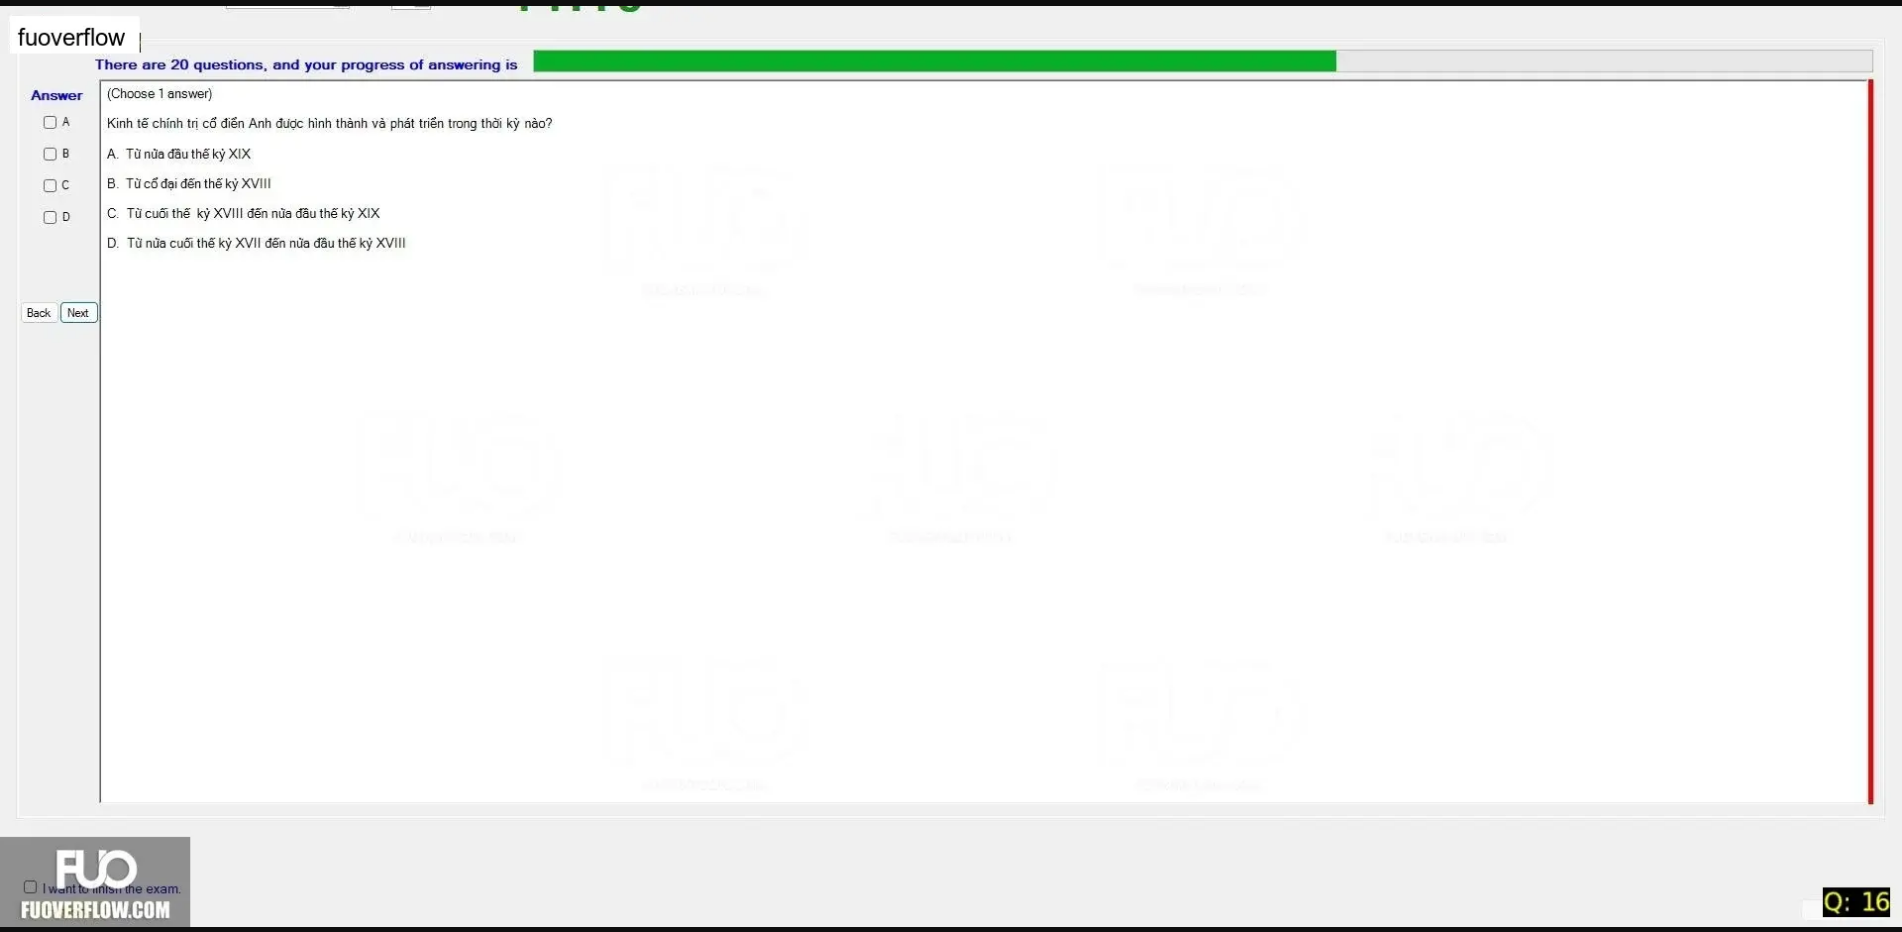 fuoverflow
There are 20 questions, and your progress of answering is
Answer
(Choose 1 answer)
A
Kinh tế chính trị cổ điển Anh được hình thành và phát triển trong thời kỳ nào?
B
A. Từ nửa đầu thế kỷ XIX
C
B. Từ cổ đại đến thế kỷ XVIII
D
C. Từ cuối thế kỷ XVIII đến nửa đầu thế kỷ XIX
D. Từ nửa cuối thế kỷ XVII đến nửa đầu thế kỷ XVIII
Back Next
FUO
I want to finish the exam.
FUOVERFLOW.COM
Q: 16